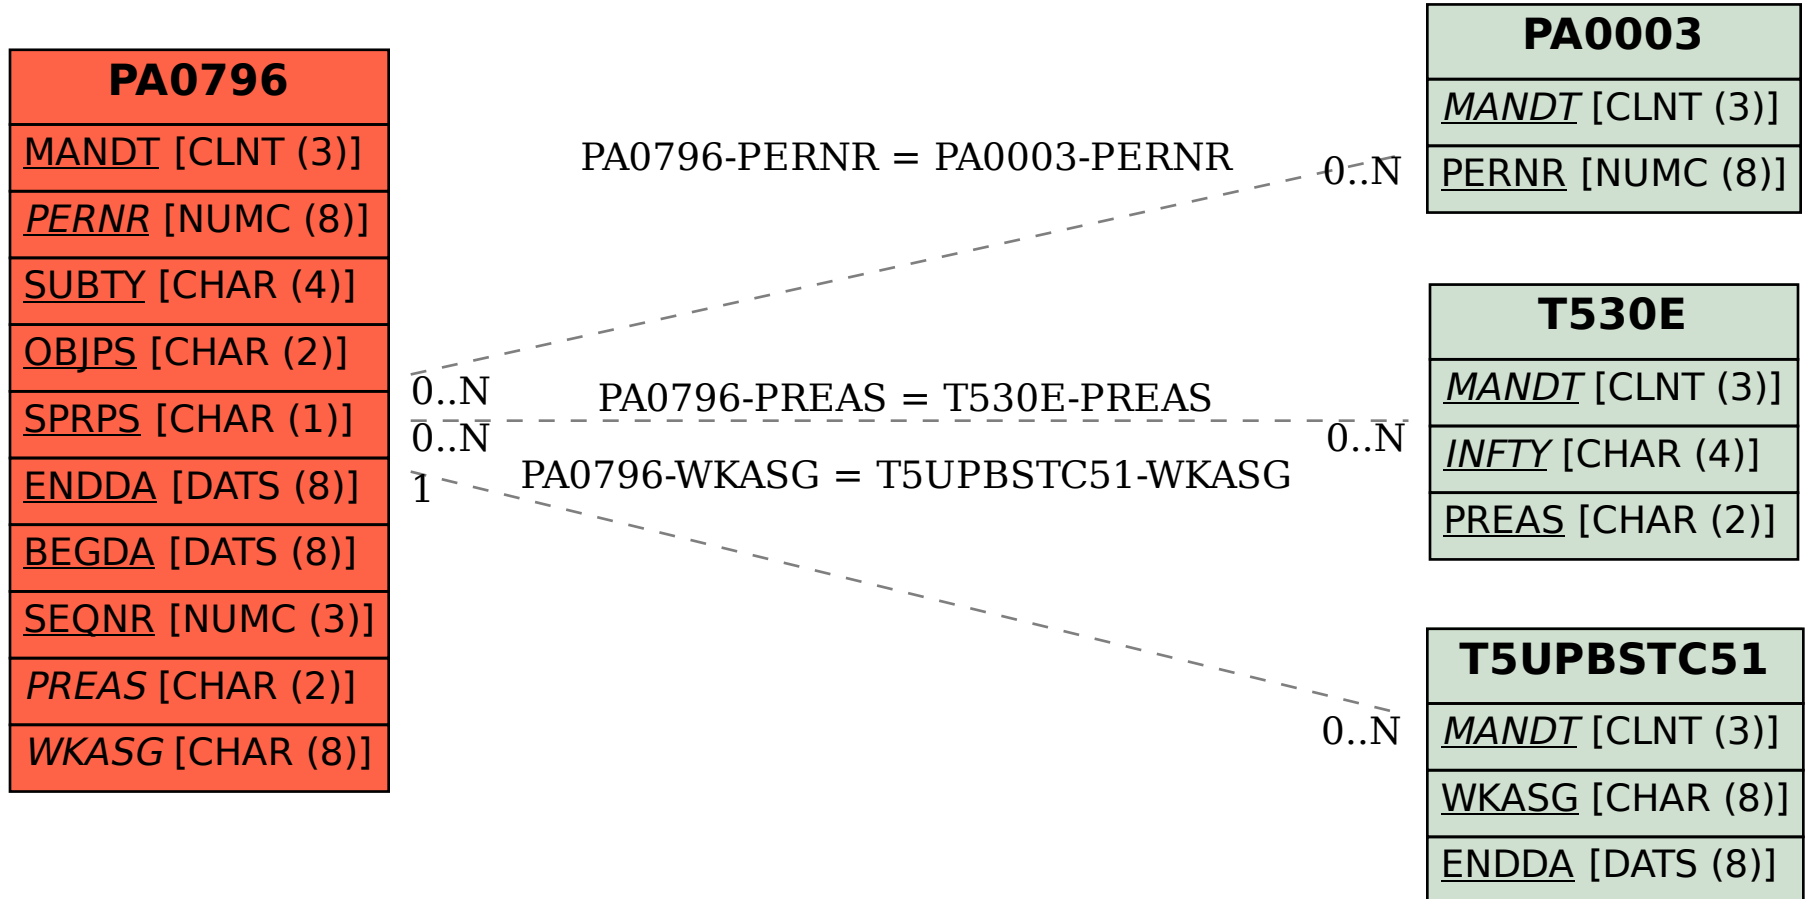 PA0796
MANDT [CLNT (3)]
PERNR [NUMC (8)]
SUBTY [CHAR (4)]
OBJPS [CHAR (2)]
SPRPS [CHAR (1)]
ENDDA [DATS (8)]
BEGDA [DATS (8)]
SEQNR [NUMC (3)]
PREAS [CHAR (2)]
WKASG [CHAR (8)]
PA0796-PERNR = PA0003-PERNR
0..N
0..N
PA0796-PREAS = T530E-PREAS
0..N
0..N
PA0796-WKASG = T5UPBSTC51-WKASG
1
0..N
PA0003
MANDT [CLNT (3)]
PERNR [NUMC (8)]
T530E
MANDT [CLNT (3)]
INFTY [CHAR (4)]
PREAS [CHAR (2)]
T5UPBSTC51
MANDT [CLNT (3)]
WKASG [CHAR (8)]
ENDDA [DATS (8)]